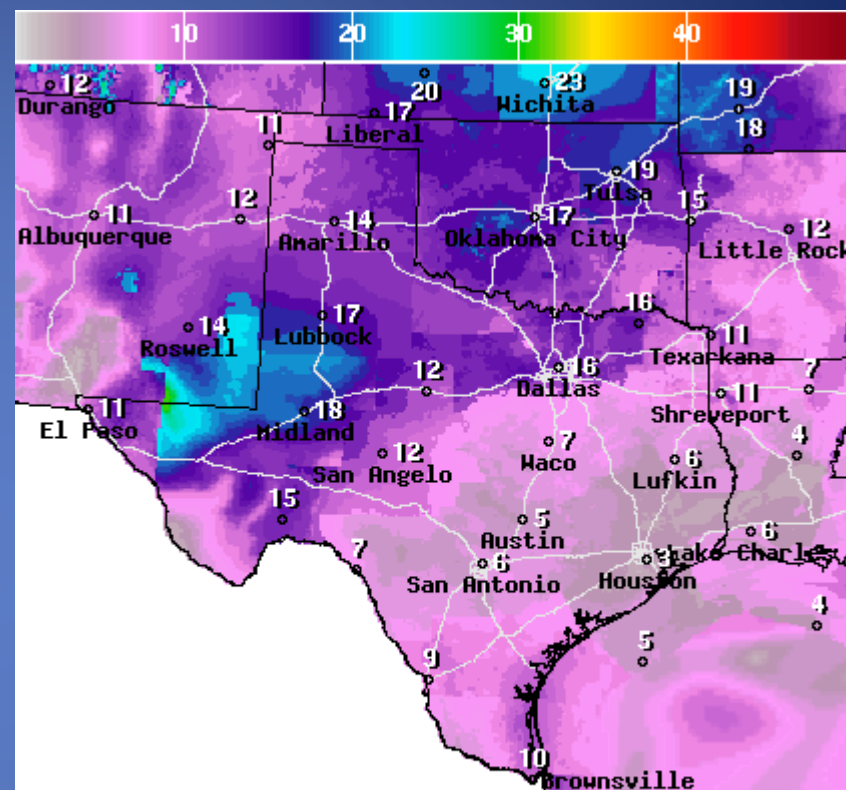 10 20 30 40
12 20 23 19
Durango Liberal 17 Wichita
11 18
19
Tulsa
11 12 14 17 15 12
Albuquerque Amarillo Oklahoma City Little Rock
14 17 16
Roswell Lubbock 11
Texarkana
12 16 7
Dallas
11 18 11
El Paso Midland Shreveport
12 7 6 4
San Angelo Waco Lufkin
15 5 6
Austin Lake Charles
7 6 3
San Antonio Houston
4
5
9
10
Brownsville